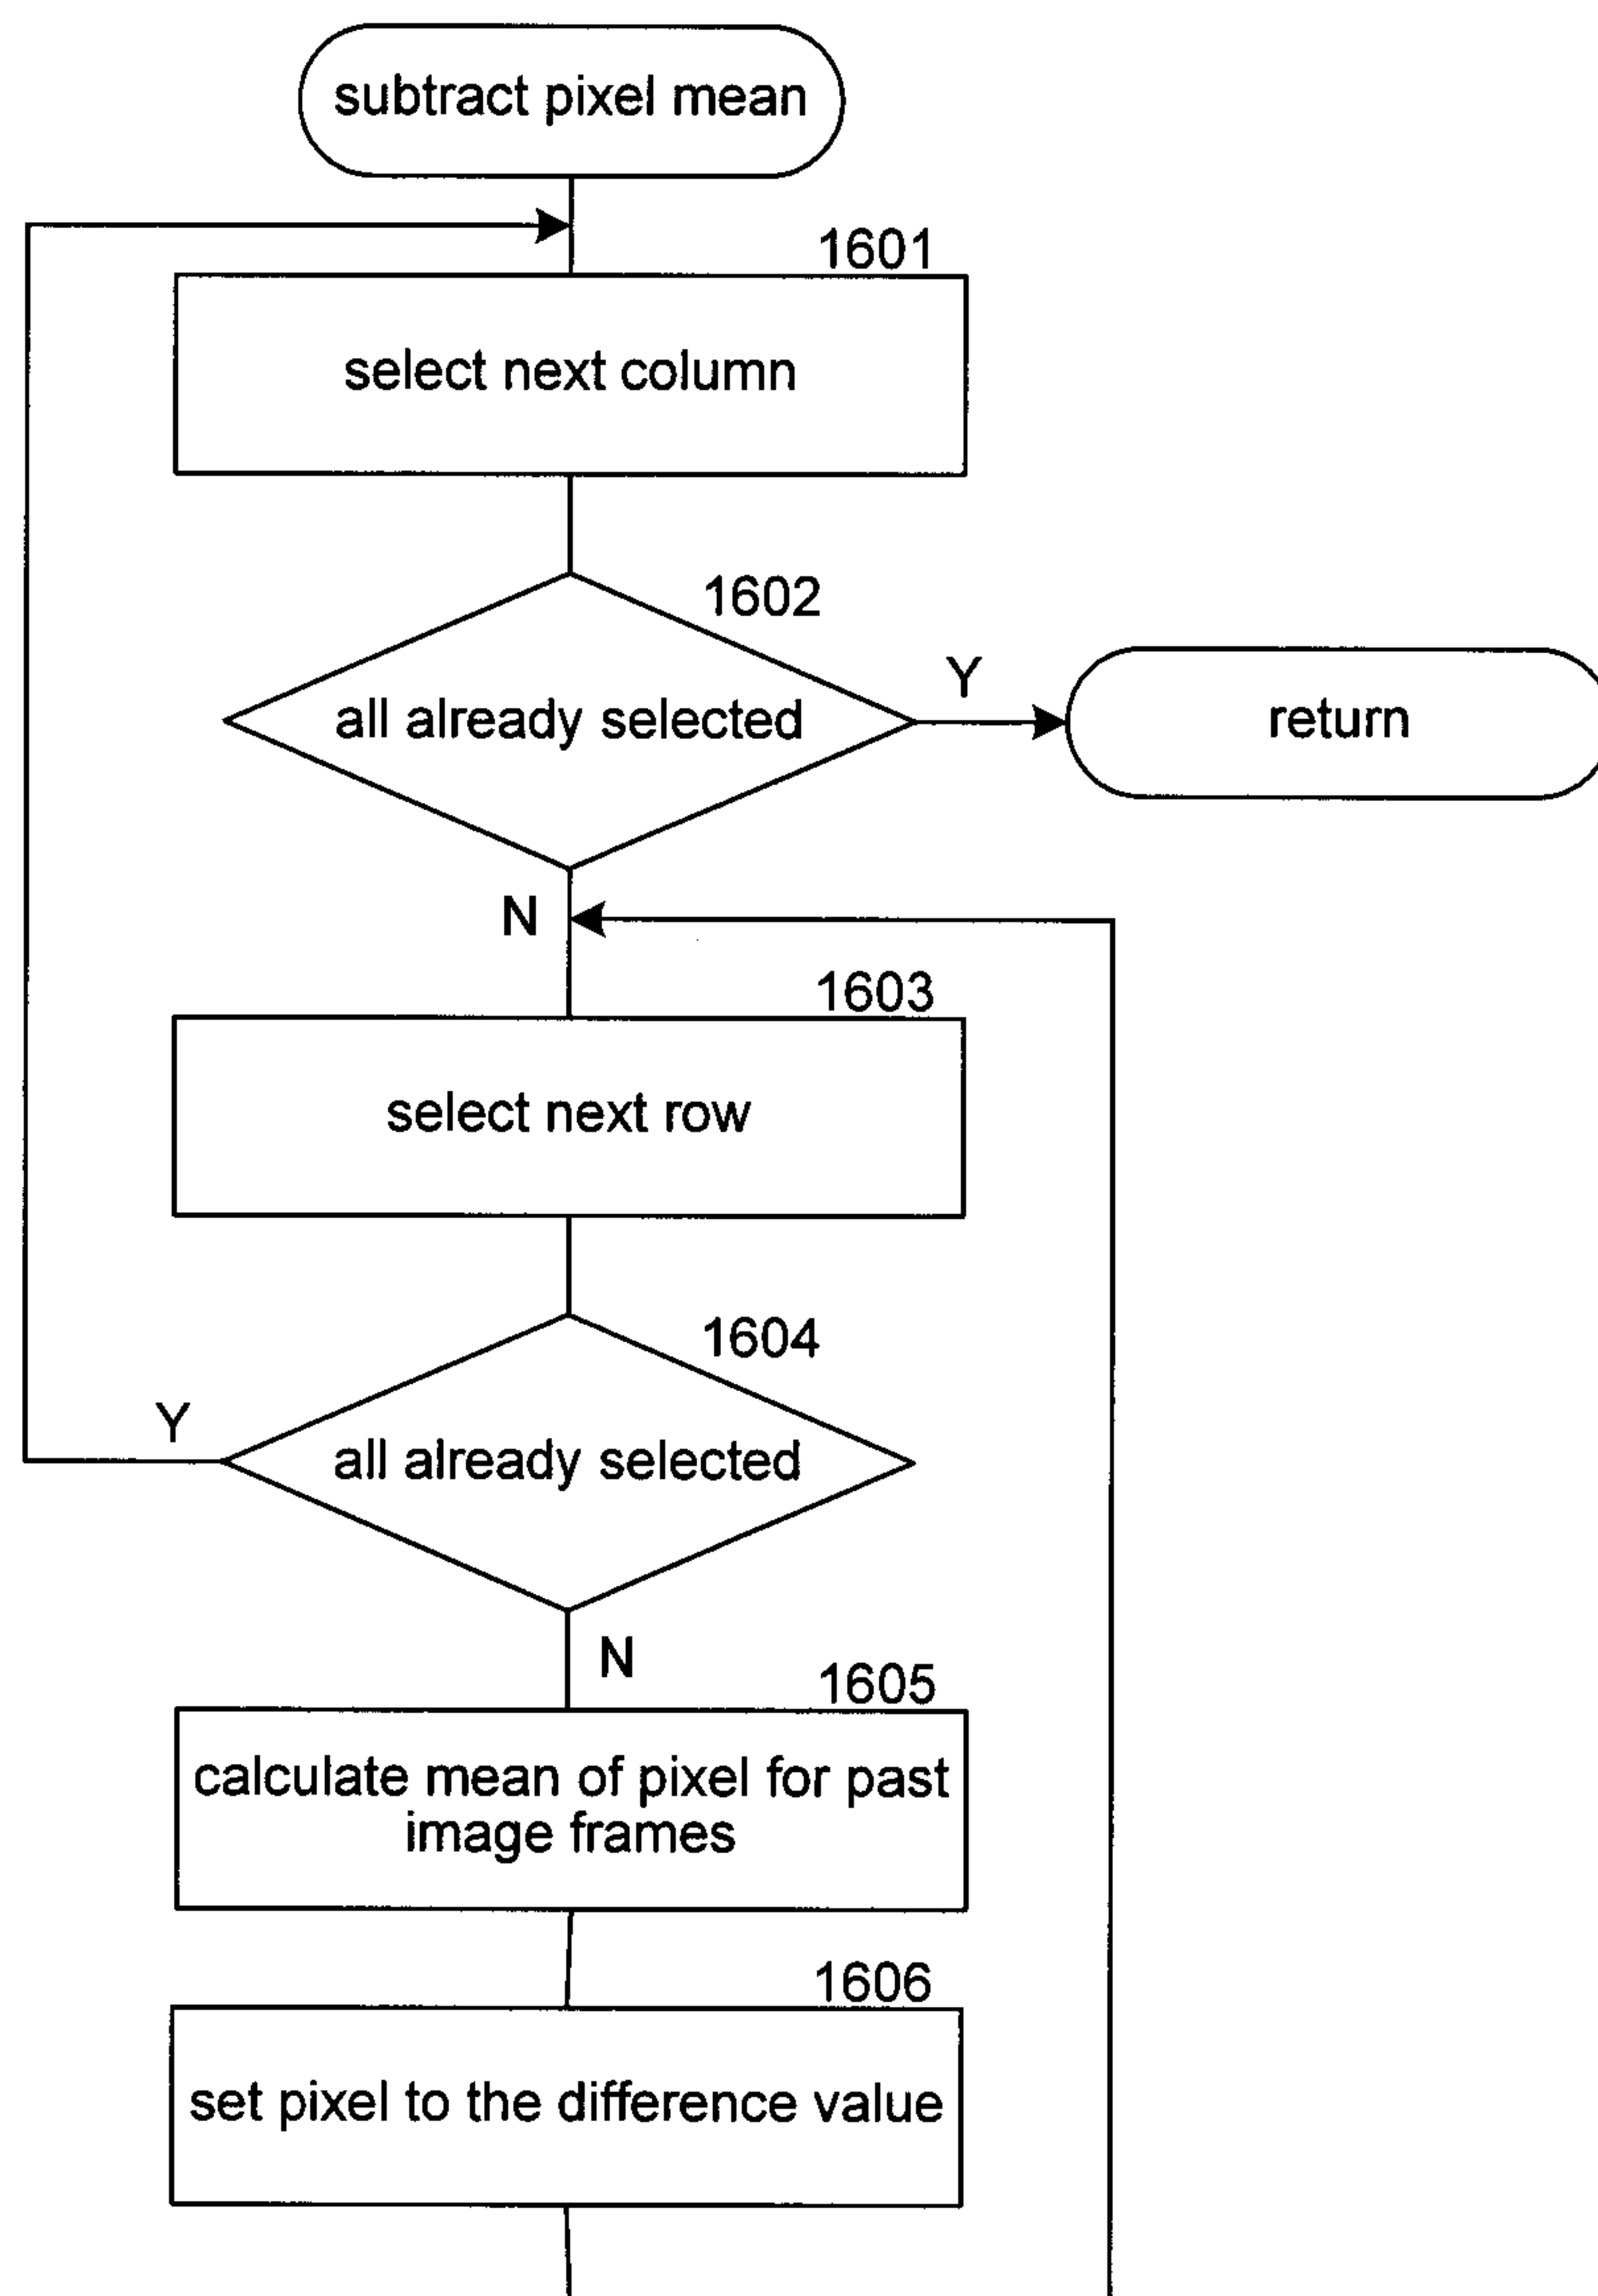 subtract pixel mean
1601
select next column
1602
all already selected
Y
return
N
1603
select next row
1604
Y
all already selected
N
1605
calculate mean of pixel for past
image frames
1606
set pixel to the difference value